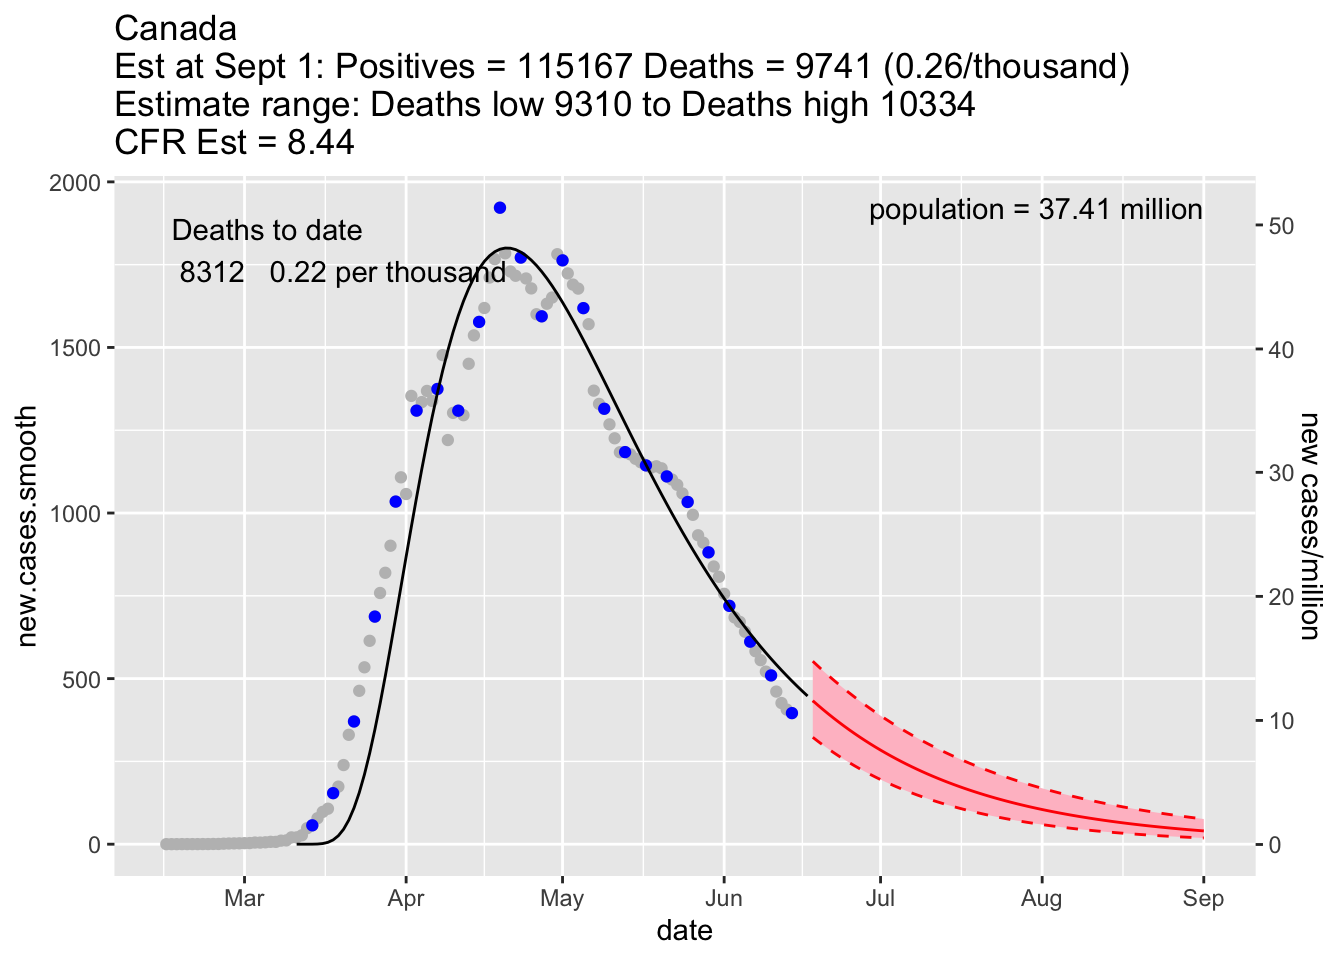 Canada
Est at Sept 1: Positives = 115167 Deaths = 9741 (0.26/thousand)
Estimate range: Deaths low 9310 to Deaths high 10334
CFR Est = 8.44
2000
1500
1000
500
0
new.cases.smooth
Deaths to date
8312 0.22 per thousand
population = 37.41 million
50
40
30
20
10
0
new cases/million
Mar Apr May Jun Jul Aug Sep
date